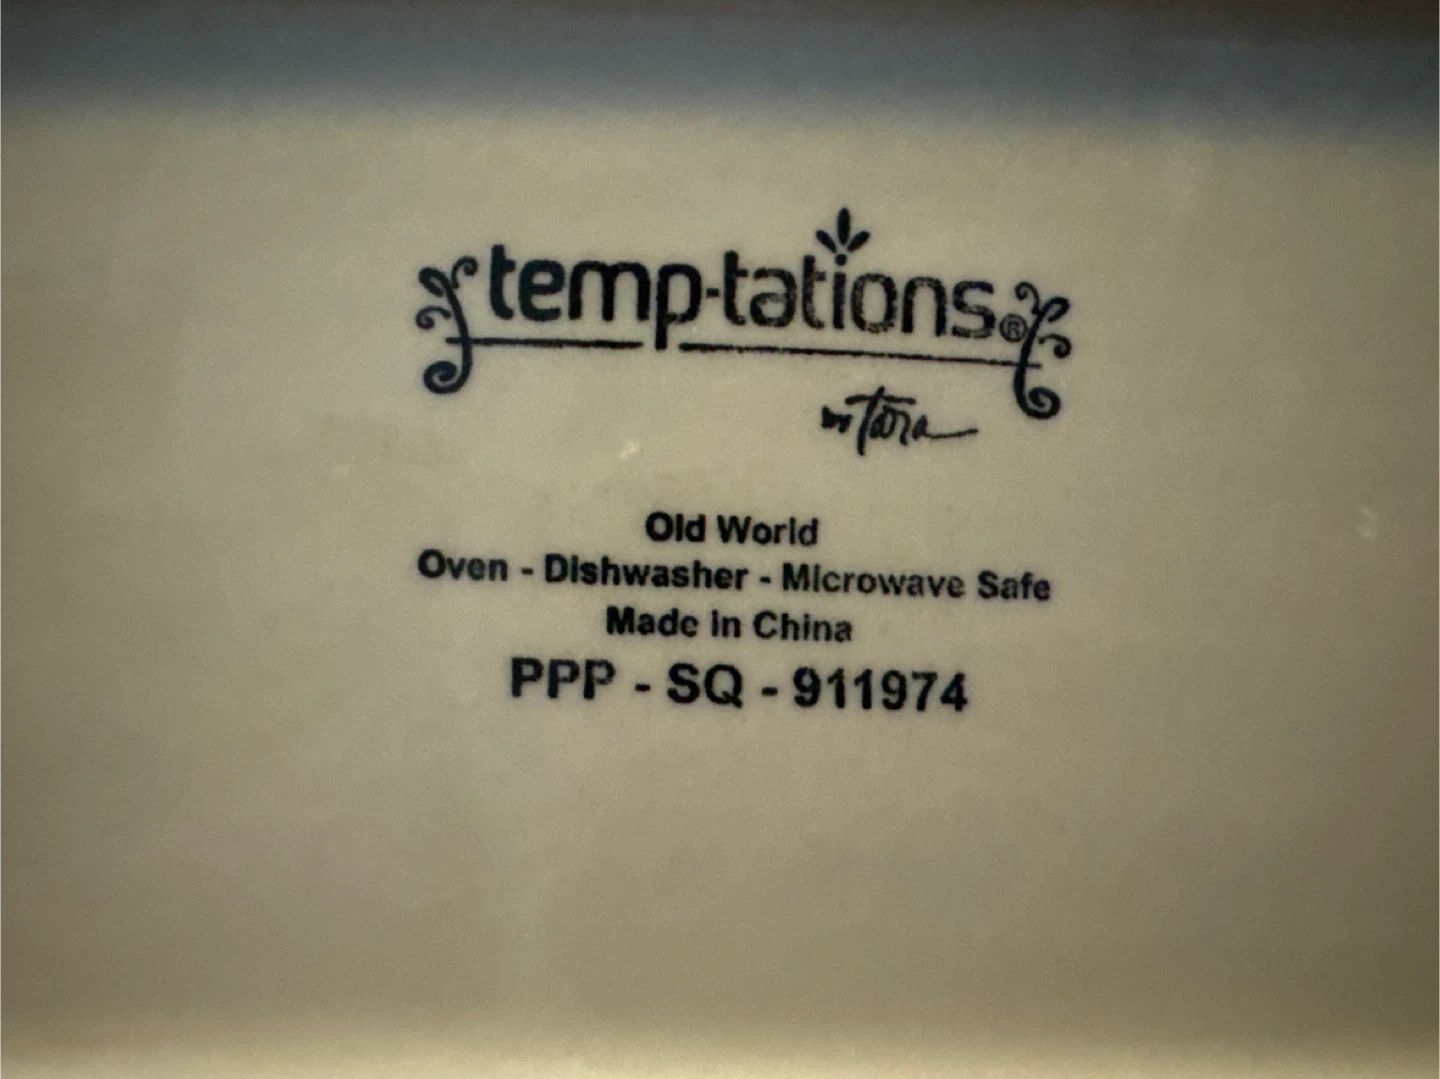 temp-tations®
by Tara
Old World
Oven - Dishwasher - Microwave Safe
Made in China
PPP - SQ - 911974